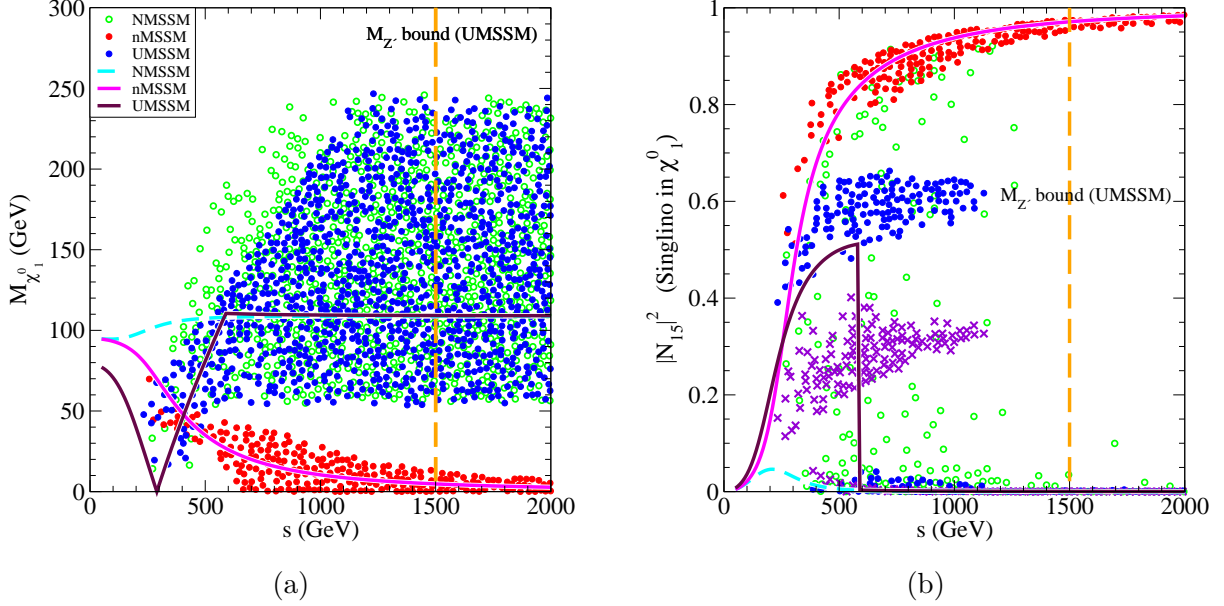 NMSSM
nMSSM
UMSSM
NMSSM
nMSSM
UMSSM
M_Z´ bound (UMSSM)
300
250
200
150
100
50
0
M_χ⁰₁ (GeV)
0
500
1000
1500
2000
s (GeV)
(a)
1
0.8
0.6
0.4
0.2
0
|N₁₅|² (Singlino in χ⁰₁)
M_Z´ bound (UMSSM)
0
500
1000
1500
2000
s (GeV)
(b)